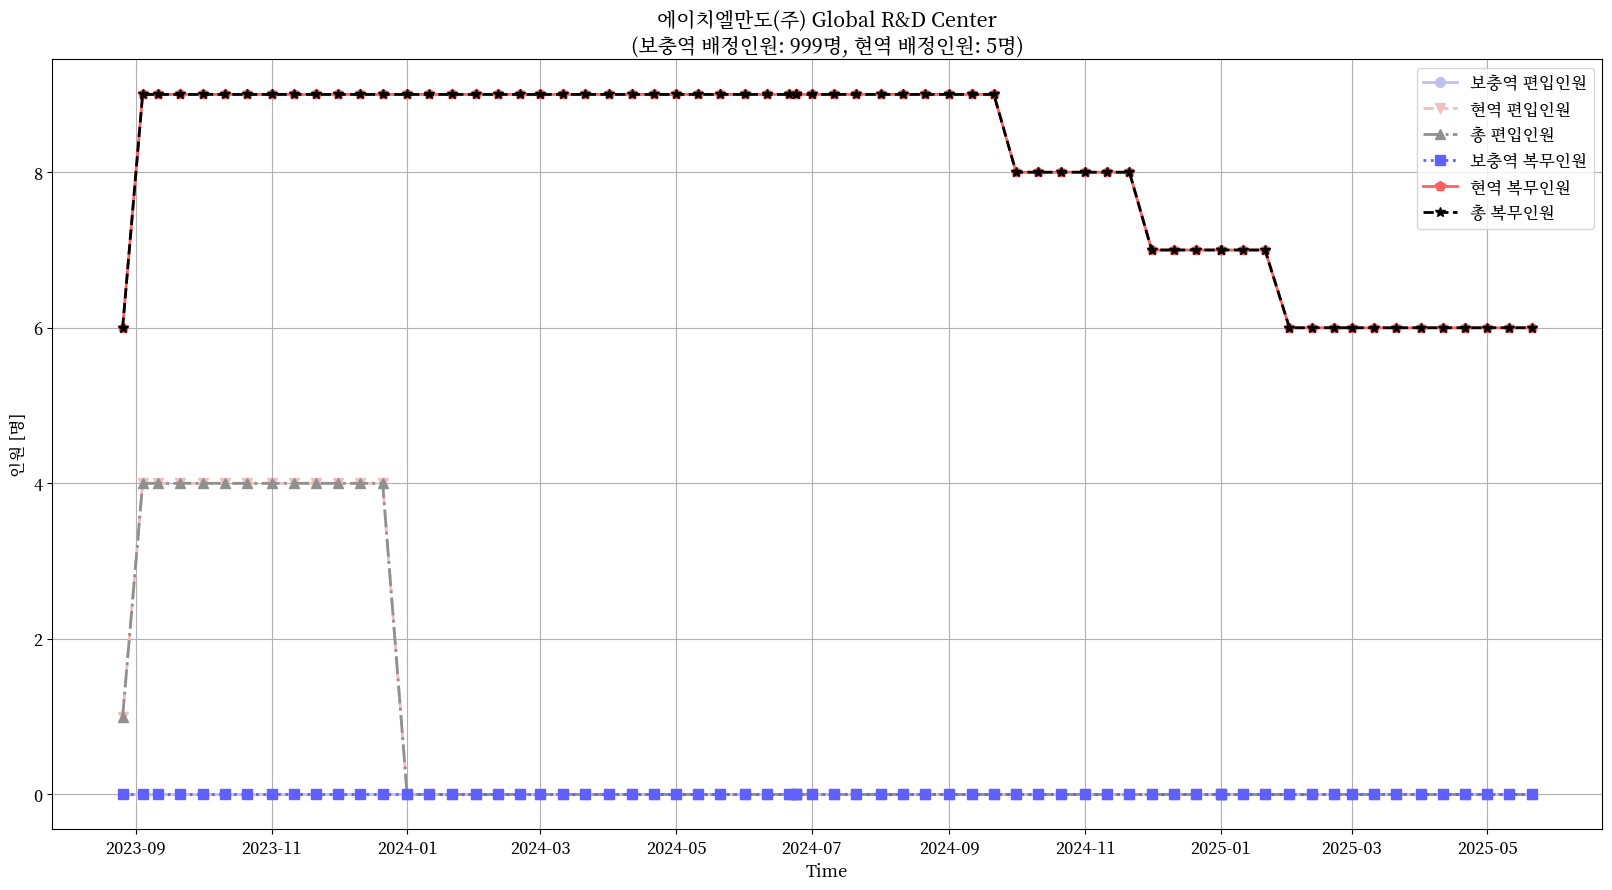 에이치엘만도(주) Global R&D Center
(보충역 배정인원: 999명, 현역 배정인원: 5명)
보충역 편입인원
현역 편입인원
총 편입인원
보충역 복무인원
현역 복무인원
총 복무인원
인원 [명]
8
6
4
2
0
2023-09
2023-11
2024-01
2024-03
2024-05
2024-07
2024-09
2024-11
2025-01
2025-03
2025-05
Time